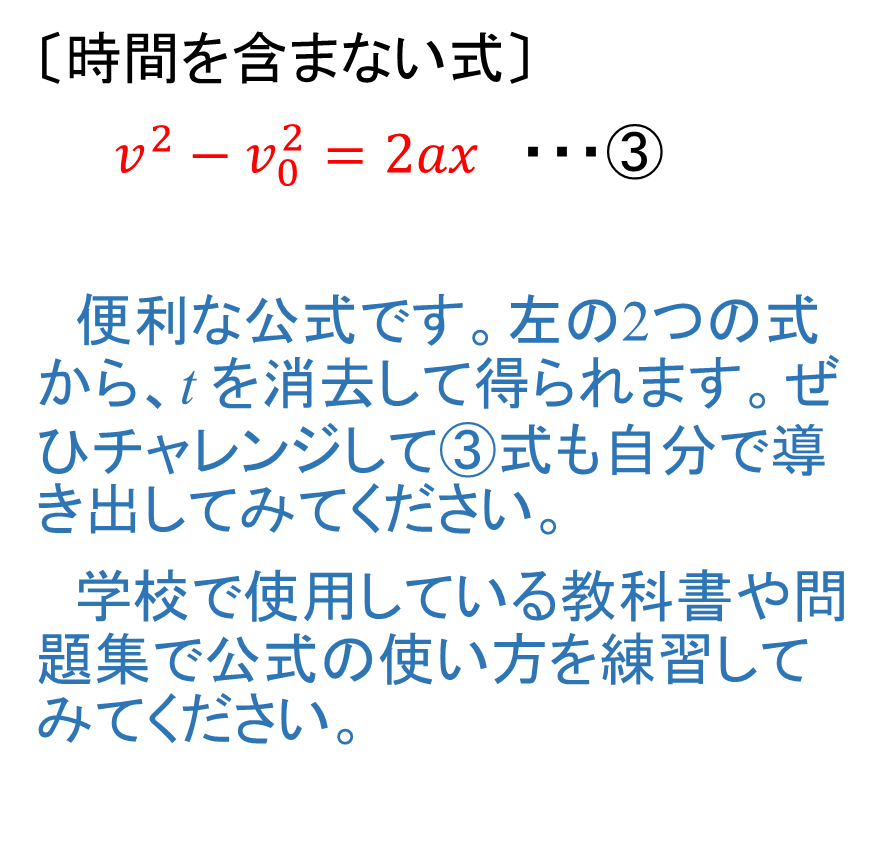 〔時間を含まない式〕
v² − v₀² = 2ax ・・・③
便利な公式です。左の2つの式
から、t を消去して得られます。ぜ
ひチャレンジして③式も自分で導
き出してみてください。
学校で使用している教科書や問
題集で公式の使い方を練習して
みてください。